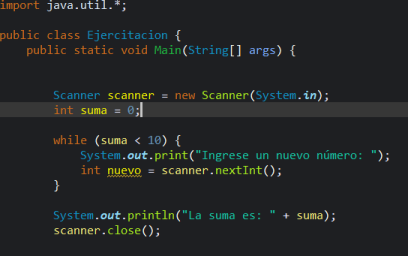 import java.util.*;
public class Ejercitacion {
public static void Main(String[] args) {
Scanner scanner = new Scanner(System.in);
int suma = 0;
while (suma < 10) {
System.out.print("Ingrese un nuevo número: ");
int nuevo = scanner.nextInt();
}
System.out.println("La suma es: " + suma);
scanner.close();